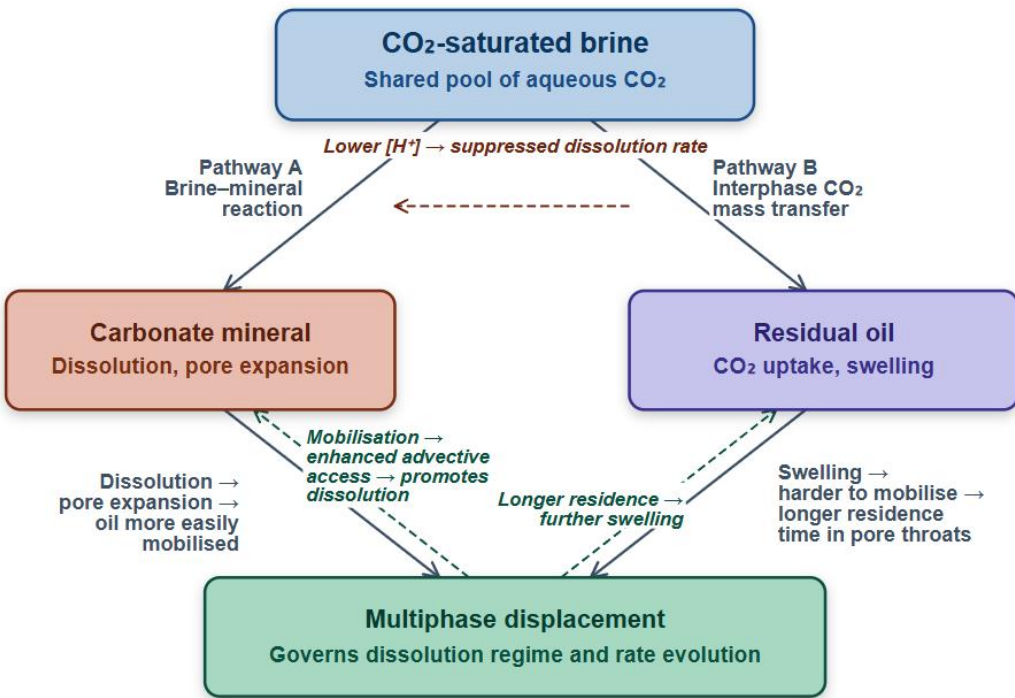 CO₂-saturated brine
Shared pool of aqueous CO₂
Lower [H⁺] → suppressed dissolution rate
Pathway A
Brine–mineral
reaction
Pathway B
Interphase CO₂
mass transfer
Carbonate mineral
Dissolution, pore expansion
Residual oil
CO₂ uptake, swelling
Mobilisation →
enhanced advective
access → promotes
dissolution
Dissolution →
pore expansion →
oil more easily
mobilised
Longer residence →
further swelling
Swelling →
harder to mobilise →
longer residence
time in pore throats
Multiphase displacement
Governs dissolution regime and rate evolution